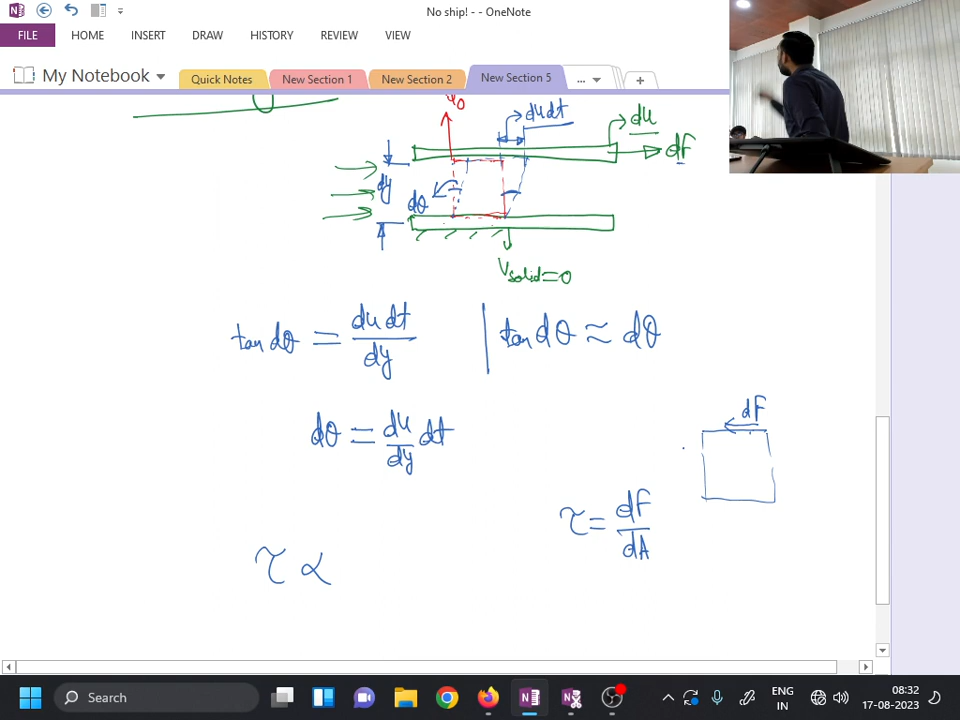 No ship! - - OneNote
FILE HOME INSERT DRAW HISTORY REVIEW VIEW
My Notebook Quick Notes New Section 1 New Section 2 New Section 5 ... +
du dt
du
dF
dy
dθ
Vsolid=0
tan dθ = du dt / dy | tan dθ ≈ dθ
dθ = du/dy dt
dF
τ = dF/dA
τ ∝
Search
ENG
IN
08:32
17-08-2023